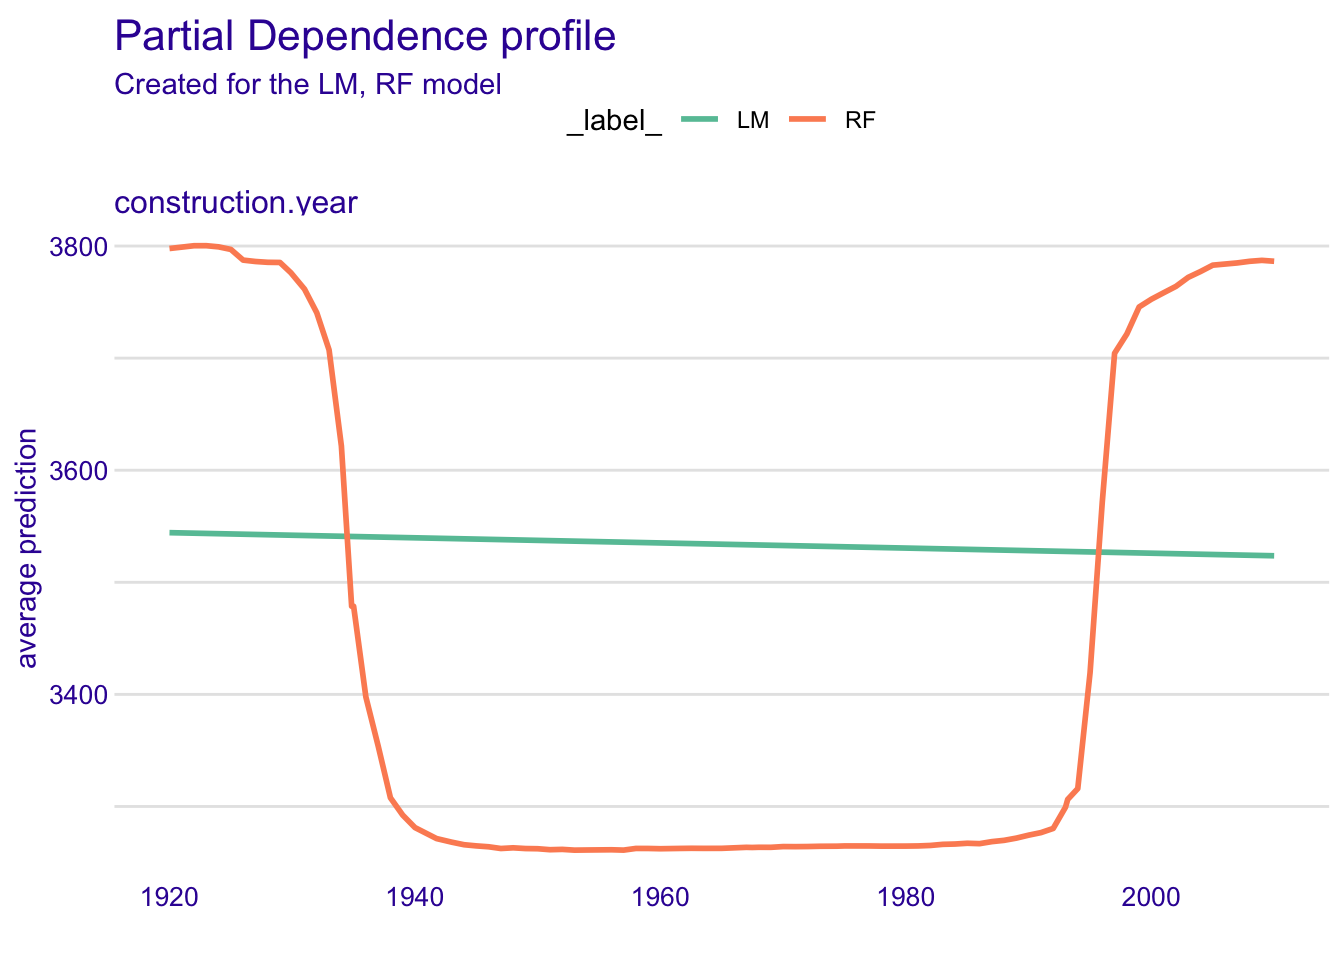 Partial Dependence profile
Created for the LM, RF model
_label_ LM RF
construction.year
3800
3600
3400
average prediction
1920 1940 1960 1980 2000